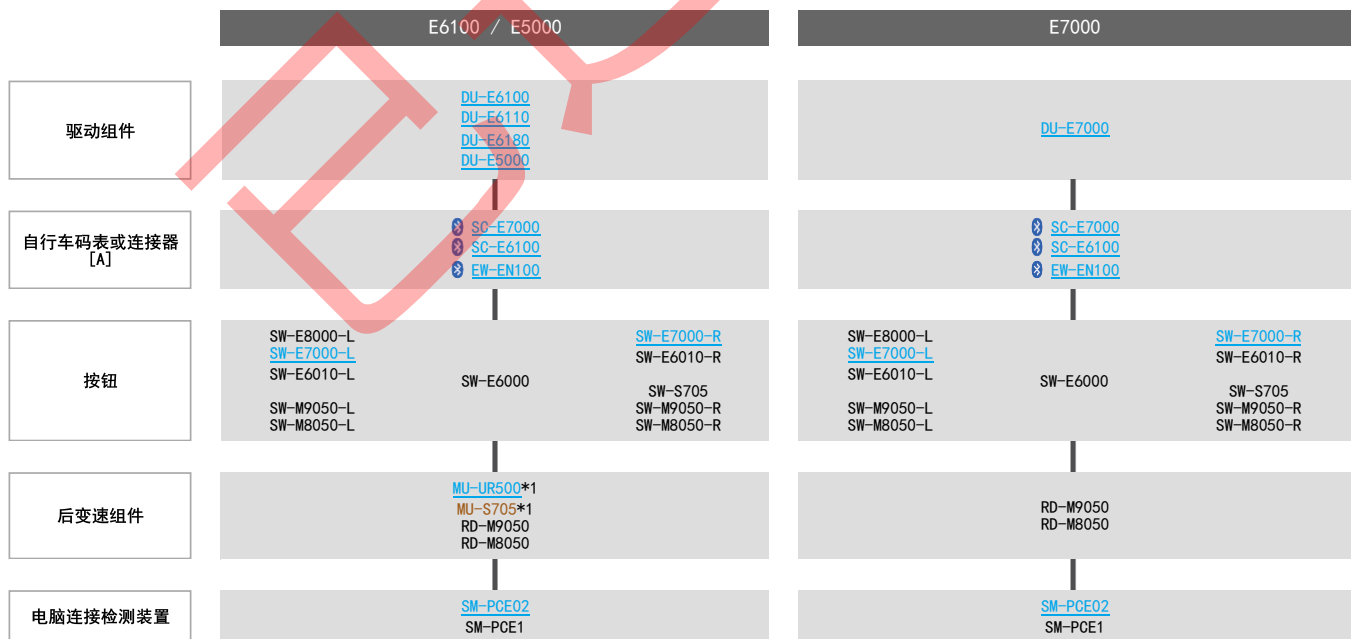 E6100 / E5000
E7000
驱动组件
DU-E6100
DU-E6110
DU-E6180
DU-E5000
DU-E7000
自行车码表或连接器
[A]
SC-E7000
SC-E6100
EW-EN100
SC-E7000
SC-E6100
EW-EN100
按钮
SW-E8000-L
SW-E7000-L
SW-E6010-L
SW-M9050-L
SW-M8050-L
SW-E6000
SW-E7000-R
SW-E6010-R
SW-S705
SW-M9050-R
SW-M8050-R
SW-E8000-L
SW-E7000-L
SW-E6010-L
SW-M9050-L
SW-M8050-L
SW-E6000
SW-E7000-R
SW-E6010-R
SW-S705
SW-M9050-R
SW-M8050-R
后变速组件
MU-UR500*1
MU-S705*1
RD-M9050
RD-M8050
RD-M9050
RD-M8050
电脑连接检测装置
SM-PCE02
SM-PCE1
SM-PCE02
SM-PCE1